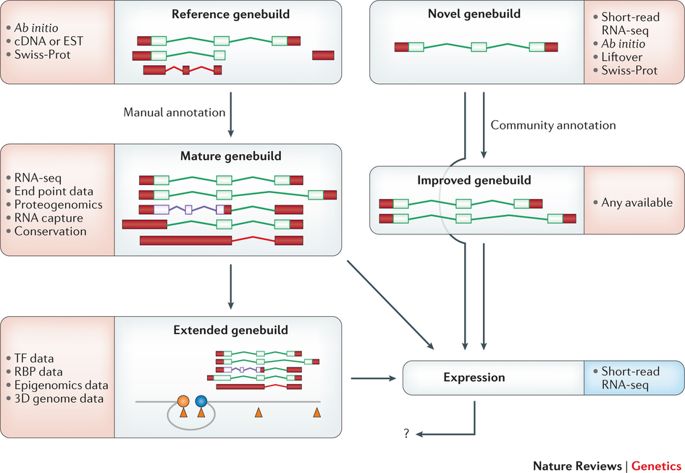 Reference genebuild
• Ab initio
• cDNA or EST
• Swiss-Prot
Novel genebuild
• Short-read
RNA-seq
• Ab initio
• Liftover
• Swiss-Prot
Manual annotation
Community annotation
Mature genebuild
• RNA-seq
• End point data
• Proteogenomics
• RNA capture
• Conservation
Improved genebuild
• Any available
Extended genebuild
• TF data
• RBP data
• Epigenomics data
• 3D genome data
Expression
• Short-read
RNA-seq
?
Nature Reviews | Genetics